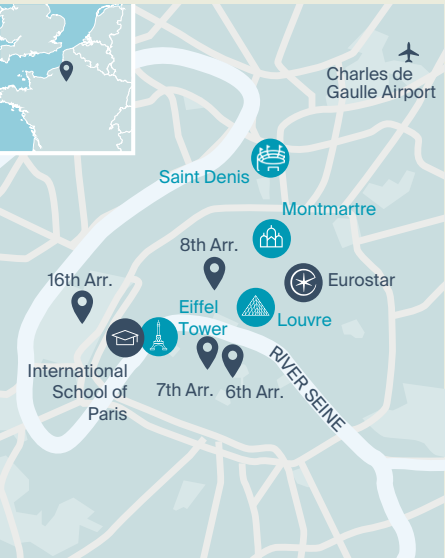 Charles de
Gaulle Airport
Saint Denis
Montmartre
8th Arr.
16th Arr.
Eurostar
Eiffel
Tower
Louvre
International
School of
Paris
7th Arr.
6th Arr.
RIVER SEINE